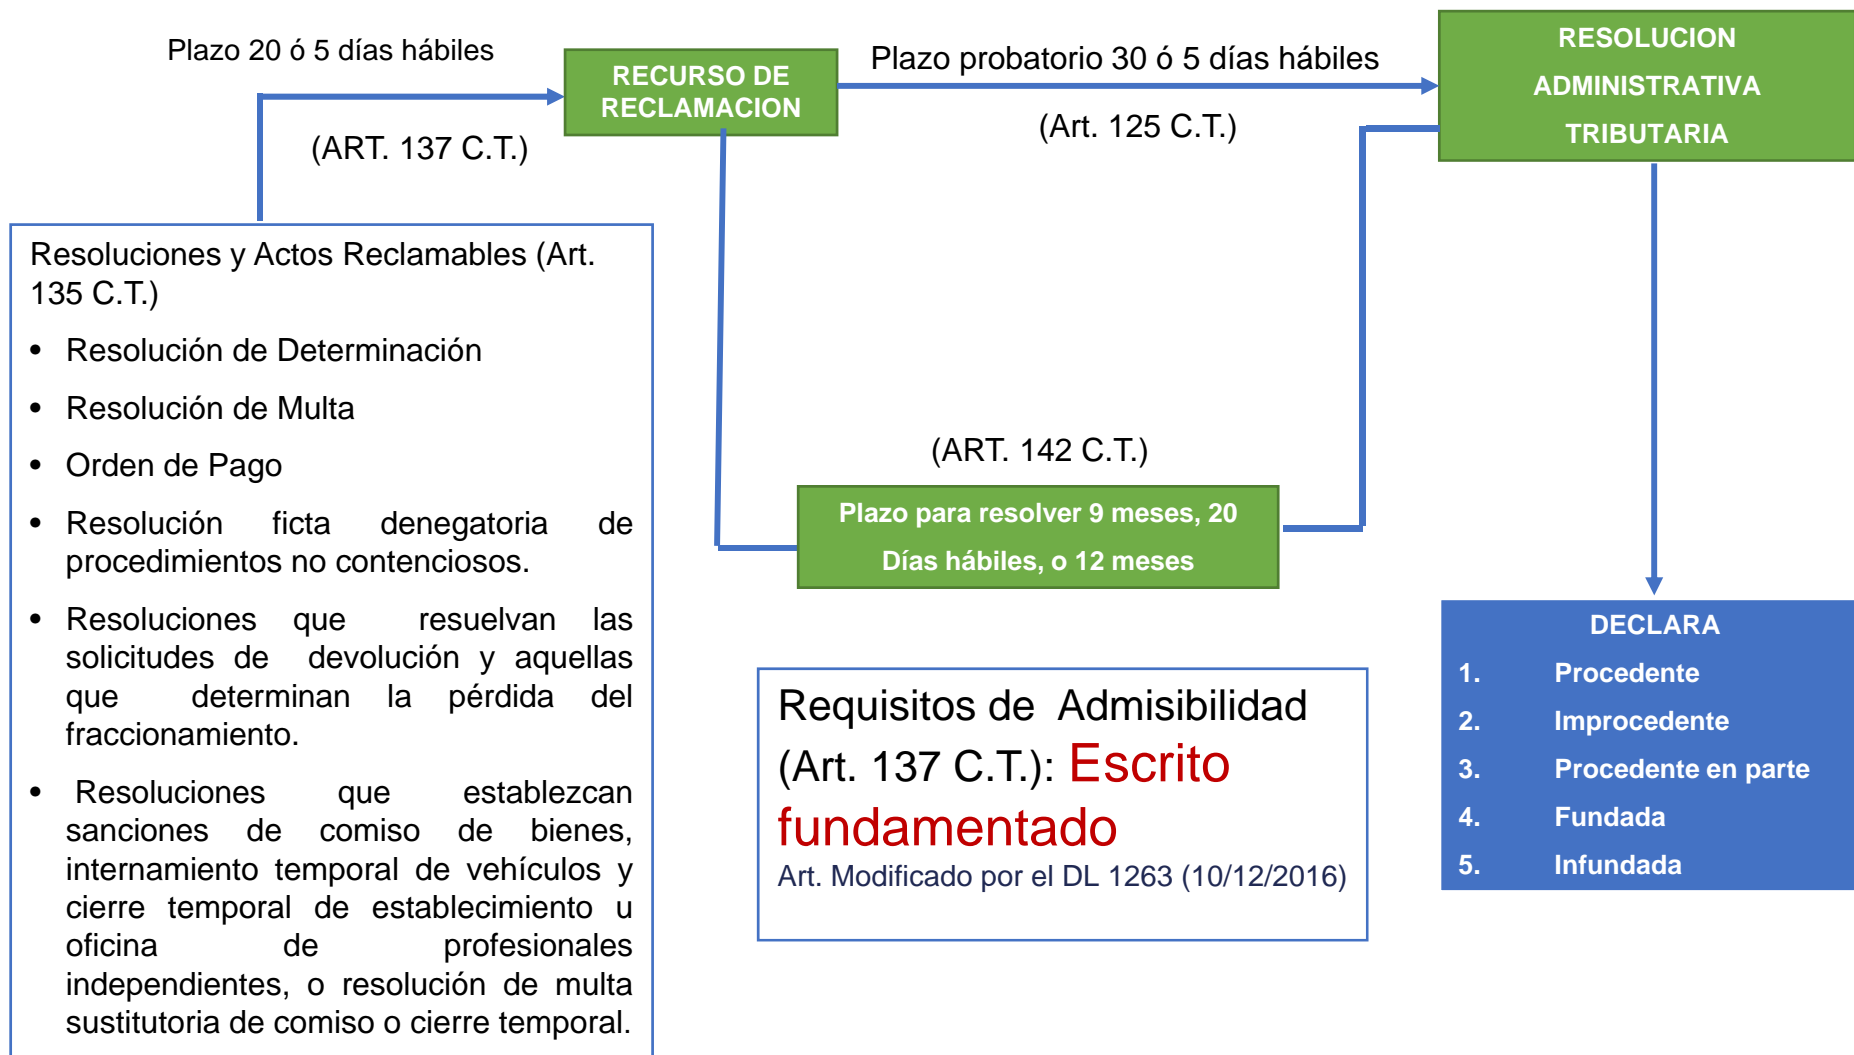 Plazo 20 ó 5 días hábiles
(ART. 137 C.T.)
RECURSO DE
RECLAMACION
Plazo probatorio 30 ó 5 días hábiles
(Art. 125 C.T.)
RESOLUCION
ADMINISTRATIVA
TRIBUTARIA
Resoluciones y Actos Reclamables (Art.
135 C.T.)
• Resolución de Determinación
• Resolución de Multa
• Orden de Pago
• Resolución ficta denegatoria de
procedimientos no contenciosos.
• Resoluciones que resuelvan las
solicitudes de devolución y aquellas
que determinan la pérdida del
fraccionamiento.
• Resoluciones que establezcan
sanciones de comiso de bienes,
internamiento temporal de vehículos y
cierre temporal de establecimiento u
oficina de profesionales
independientes, o resolución de multa
sustitutoria de comiso o cierre temporal.
(ART. 142 C.T.)
Plazo para resolver 9 meses, 20
Días hábiles, o 12 meses
Requisitos de Admisibilidad
(Art. 137 C.T.): Escrito
fundamentado
Art. Modificado por el DL 1263 (10/12/2016)
DECLARA
1. Procedente
2. Improcedente
3. Procedente en parte
4. Fundada
5. Infundada